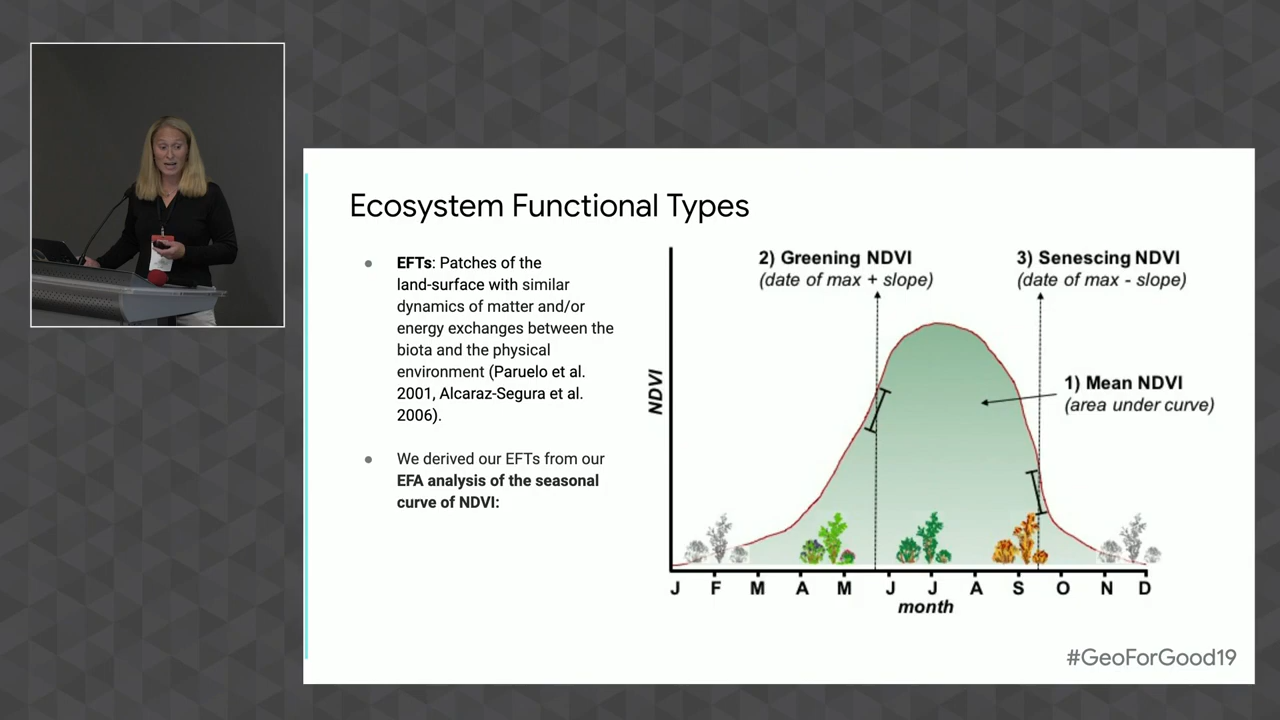 Ecosystem Functional Types
EFTs: Patches of the
land-surface with similar
dynamics of matter and/or
energy exchanges between the
biota and the physical
environment (Paruelo et al.
2001, Alcaraz-Segura et al.
2006).
We derived our EFTs from our
EFA analysis of the seasonal
curve of NDVI:
2) Greening NDVI
(date of max + slope)
3) Senescing NDVI
(date of max - slope)
1) Mean NDVI
(area under curve)
NDVI
J F M A M J J A S O N D
month
#GeoForGood19